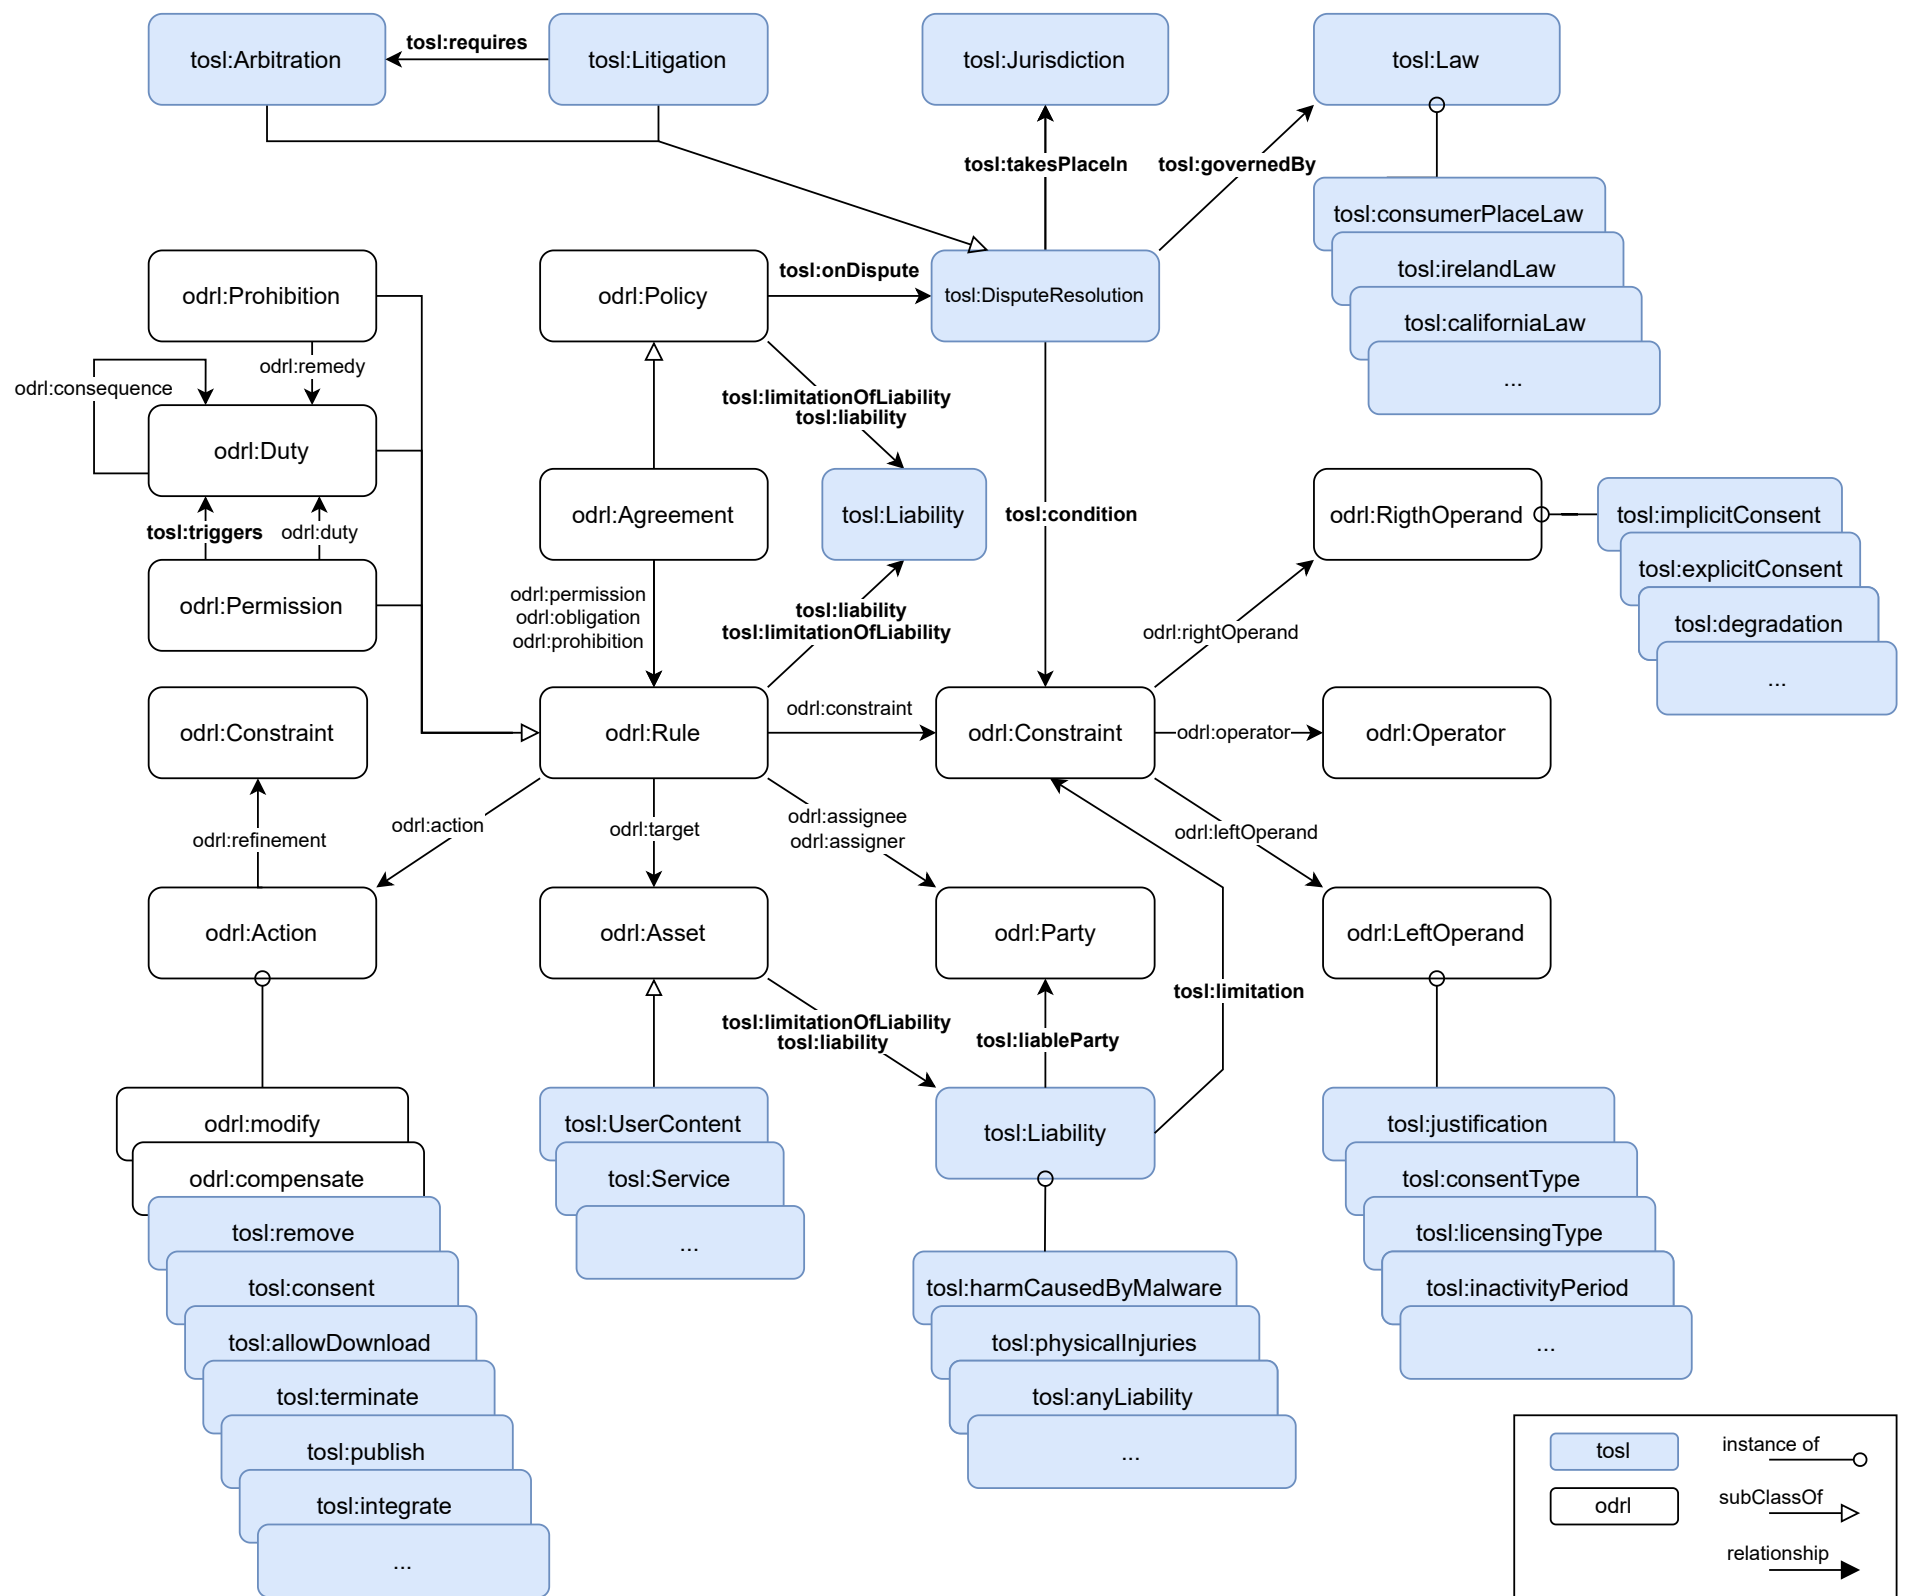 tosl:Arbitration
tosl:requires
tosl:Litigation
tosl:Jurisdiction
tosl:Law
tosl:takesPlaceIn
tosl:governedBy
tosl:consumerPlaceLaw
tosl:irelandLaw
tosl:californiaLaw
...
odrl:Prohibition
odrl:Policy
tosl:onDispute
tosl:DisputeResolution
odrl:remedy
odrl:consequence
odrl:Duty
tosl:limitationOfLiability
tosl:liability
tosl:triggers
odrl:duty
odrl:Agreement
tosl:Liability
tosl:condition
odrl:RigthOperand
tosl:implicitConsent
tosl:explicitConsent
tosl:degradation
...
odrl:Permission
odrl:permission
odrl:obligation
odrl:prohibition
tosl:liability
tosl:limitationOfLiability
odrl:rightOperand
odrl:Constraint
odrl:Rule
odrl:constraint
odrl:Constraint
odrl:operator
odrl:Operator
odrl:refinement
odrl:action
odrl:target
odrl:assignee
odrl:assigner
odrl:leftOperand
odrl:Action
odrl:Asset
odrl:Party
odrl:LeftOperand
tosl:limitation
tosl:limitationOfLiability
tosl:liability
tosl:liableParty
odrl:modify
odrl:compensate
tosl:remove
tosl:consent
tosl:allowDownload
tosl:terminate
tosl:publish
tosl:integrate
...
tosl:UserContent
tosl:Service
...
tosl:Liability
tosl:harmCausedByMalware
tosl:physicalInjuries
tosl:anyLiability
...
tosl:justification
tosl:consentType
tosl:licensingType
tosl:inactivityPeriod
...
tosl
instance of
odrl
subClassOf
relationship